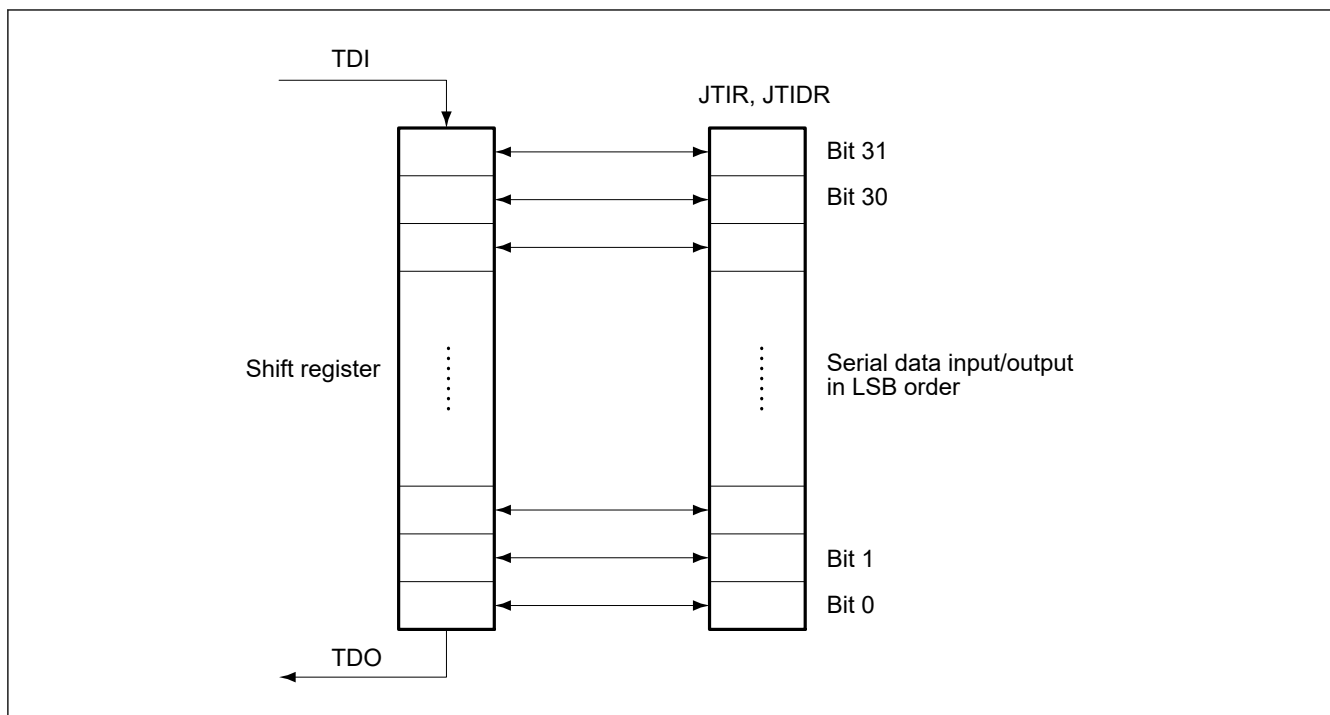 TDI
JTIR, JTIDR
Bit 31
Bit 30
Shift register
Serial data input/output
in LSB order
Bit 1
Bit 0
TDO